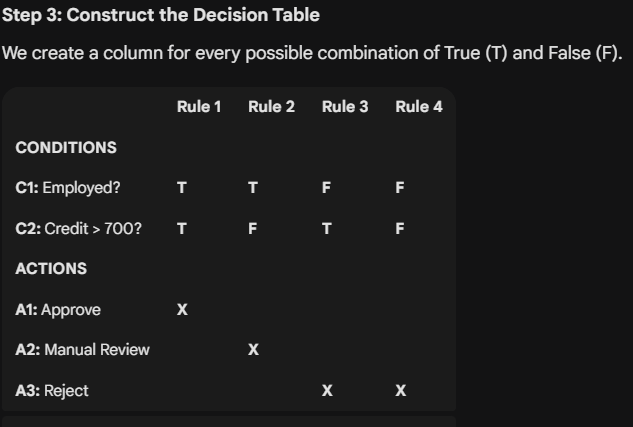 Step 3: Construct the Decision Table
We create a column for every possible combination of True (T) and False (F).
Rule 1 Rule 2 Rule 3 Rule 4
CONDITIONS
C1: Employed? T T F F
C2: Credit > 700? T F T F
ACTIONS
A1: Approve X
A2: Manual Review X
A3: Reject X X